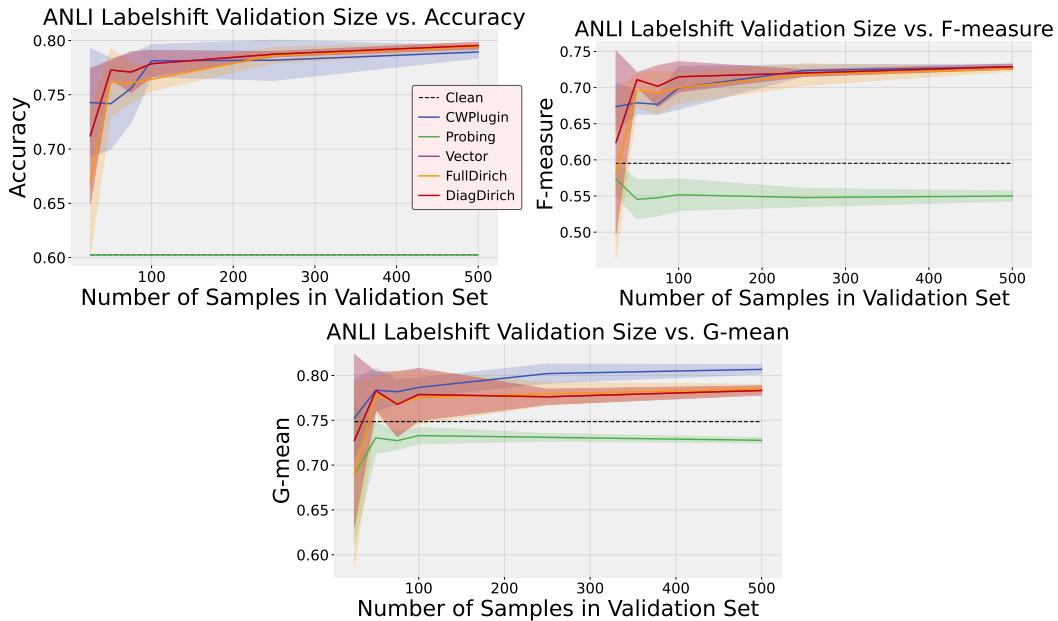 ANLI Labelshift Validation Size vs. Accuracy
0.80
0.75
0.70
0.65
0.60
Accuracy
Clean
CWPlugin
Probing
Vector
FullDirich
DiagDirich
100
200
300
400
500
Number of Samples in Validation Set
ANLI Labelshift Validation Size vs. F-measure
0.75
0.70
0.65
0.60
0.55
0.50
F-measure
100
200
300
400
500
Number of Samples in Validation Set
ANLI Labelshift Validation Size vs. G-mean
0.80
0.75
0.70
0.65
0.60
G-mean
100
200
300
400
500
Number of Samples in Validation Set